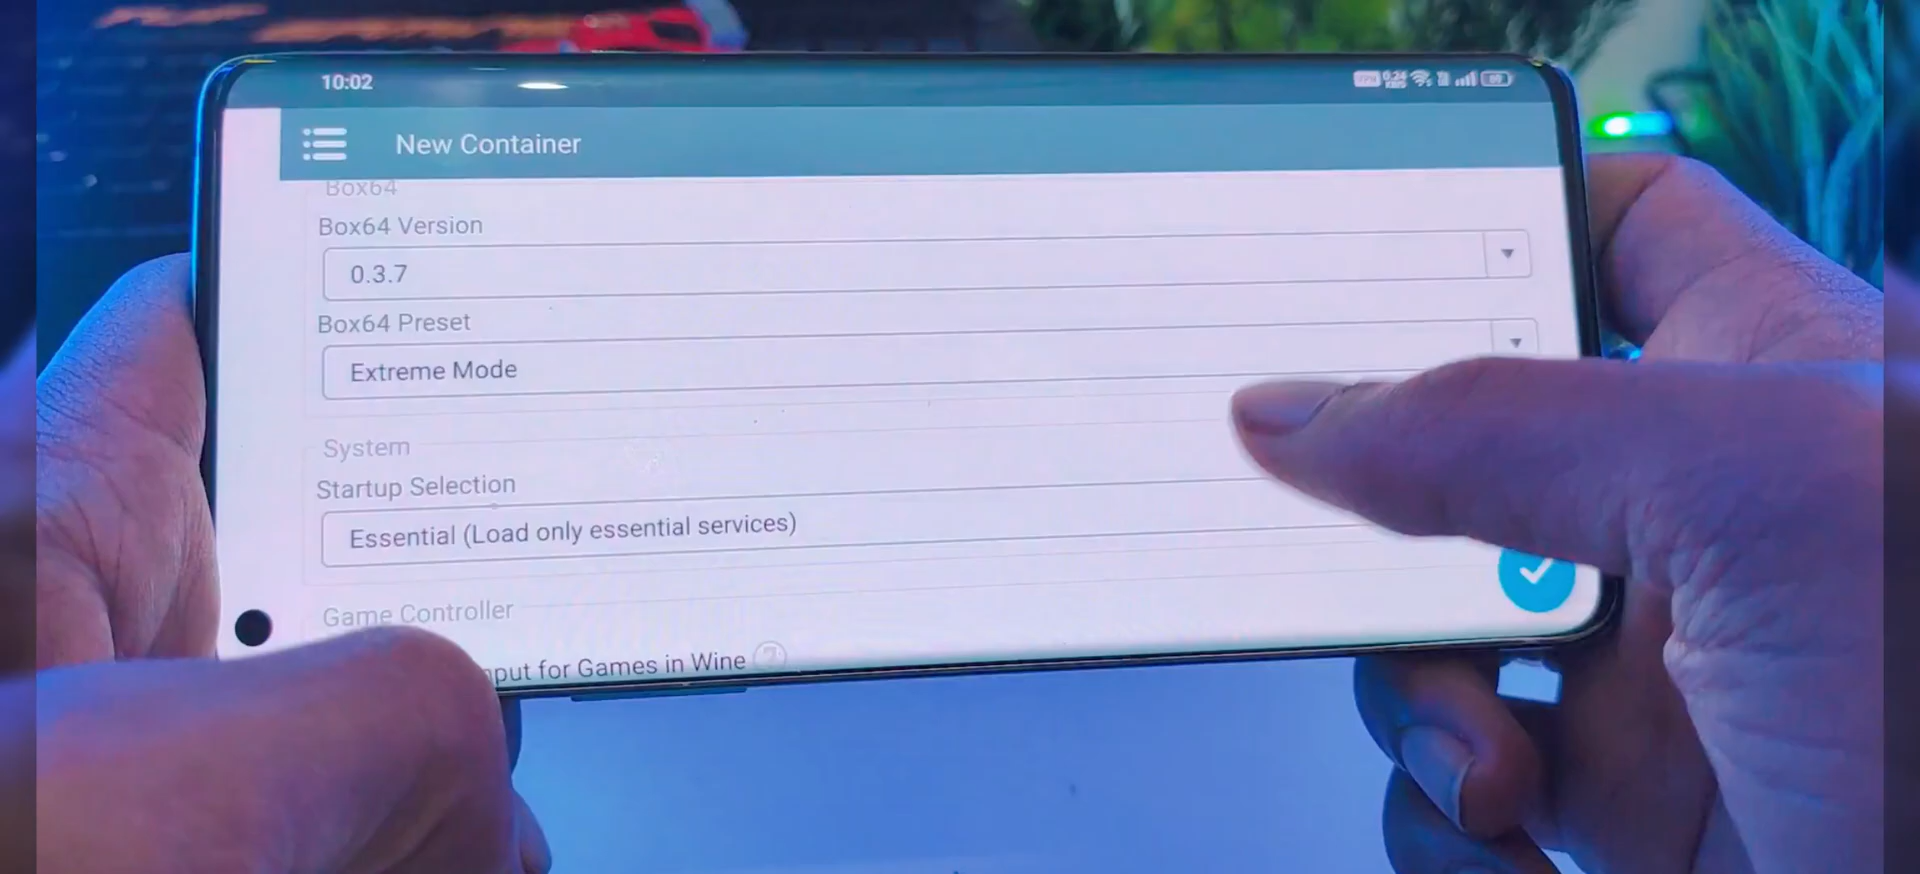 10:02
New Container
Box64
Box64 Version
0.3.7
Box64 Preset
Extreme Mode
System
Startup Selection
Essential (Load only essential services)
Game Controller
put for Games in Wine ?